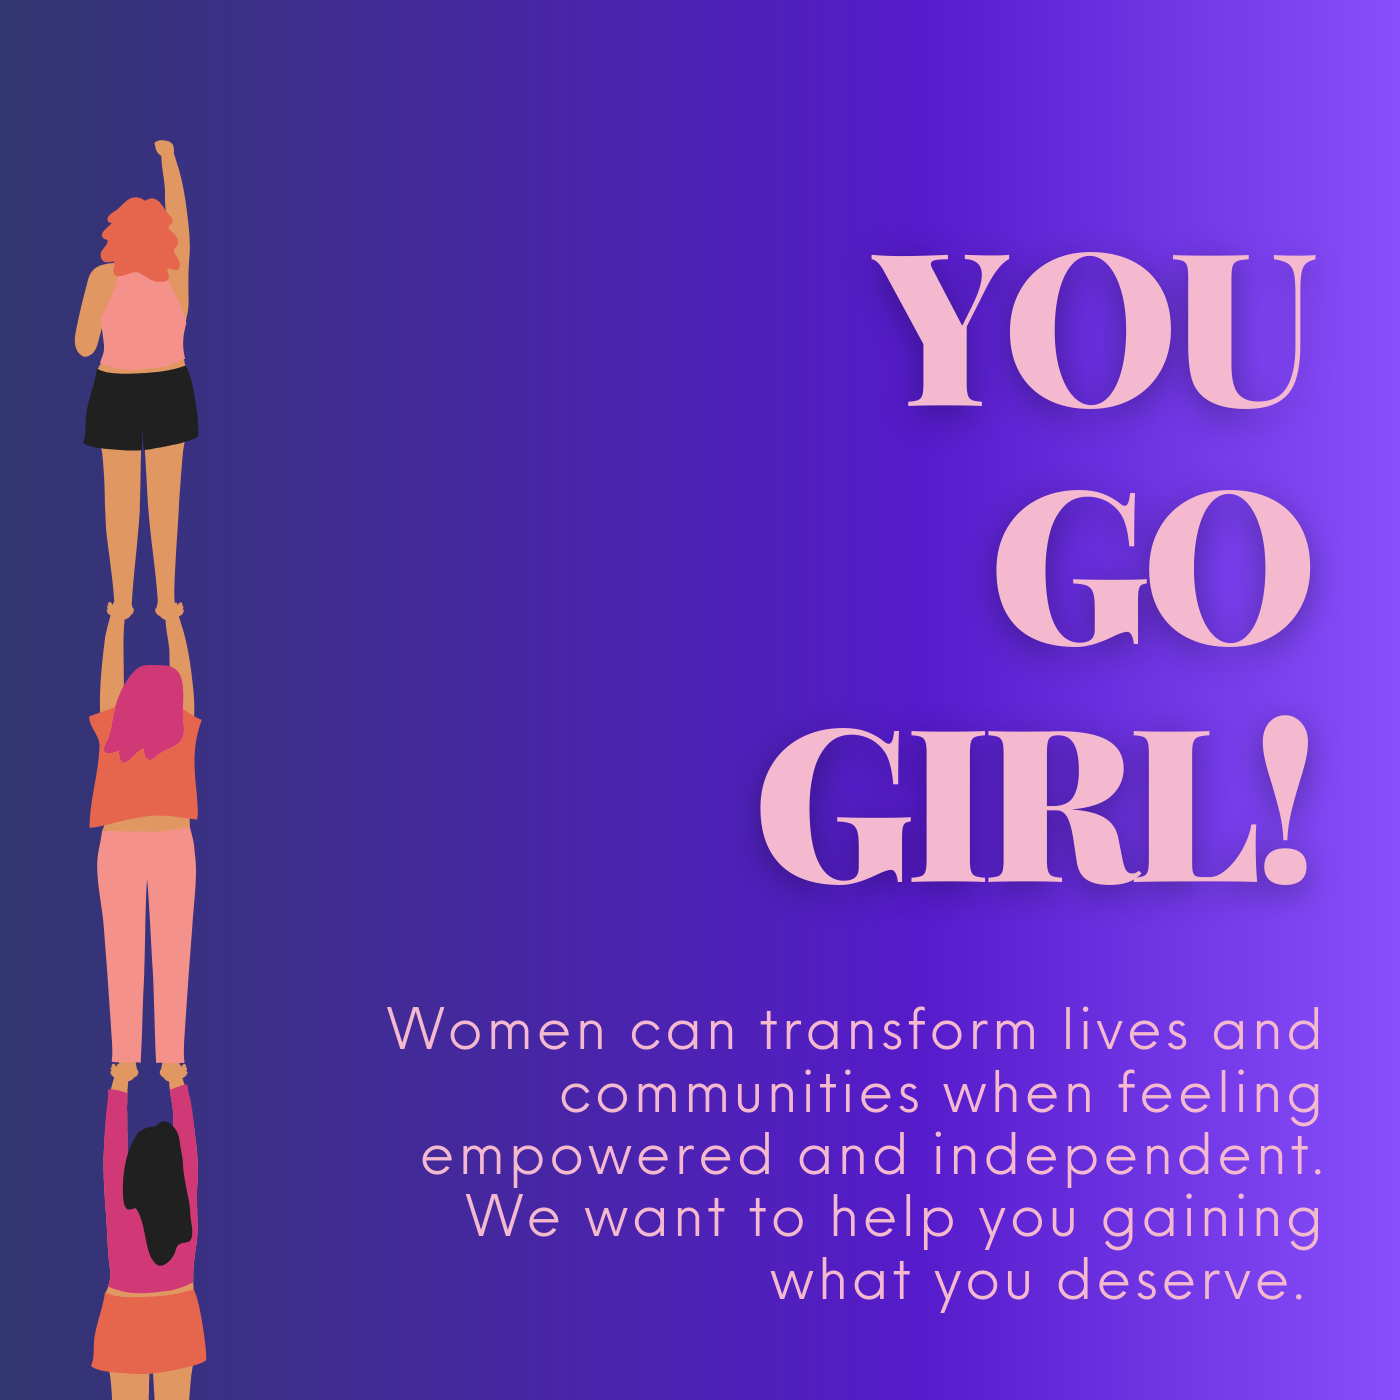 YOU
GO
GIRL!
Women can transform lives and
communities when feeling
empowered and independent.
We want to help you gaining
what you deserve.